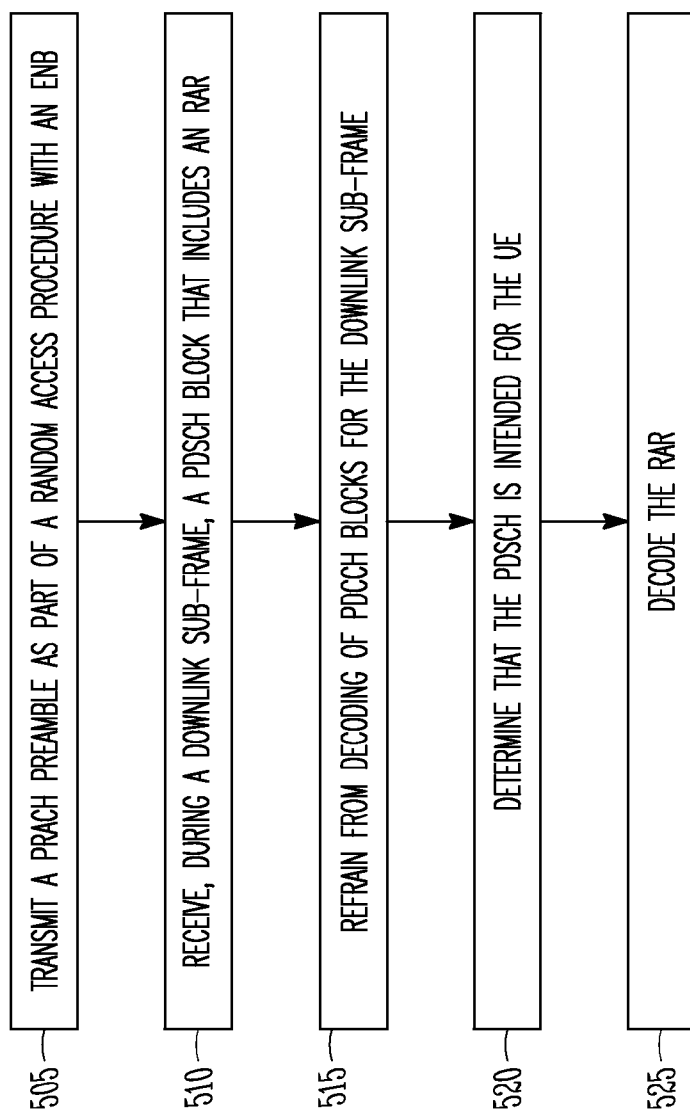 505
TRANSMIT A PRACH PREAMBLE AS PART OF A RANDOM ACCESS PROCEDURE WITH AN ENB
510
RECEIVE, DURING A DOWNLINK SUB-FRAME, A PDSCH BLOCK THAT INCLUDES AN RAR
515
REFRAIN FROM DECODING OF PDCCH BLOCKS FOR THE DOWNLINK SUB-FRAME
520
DETERMINE THAT THE PDSCH IS INTENDED FOR THE UE
525
DECODE THE RAR